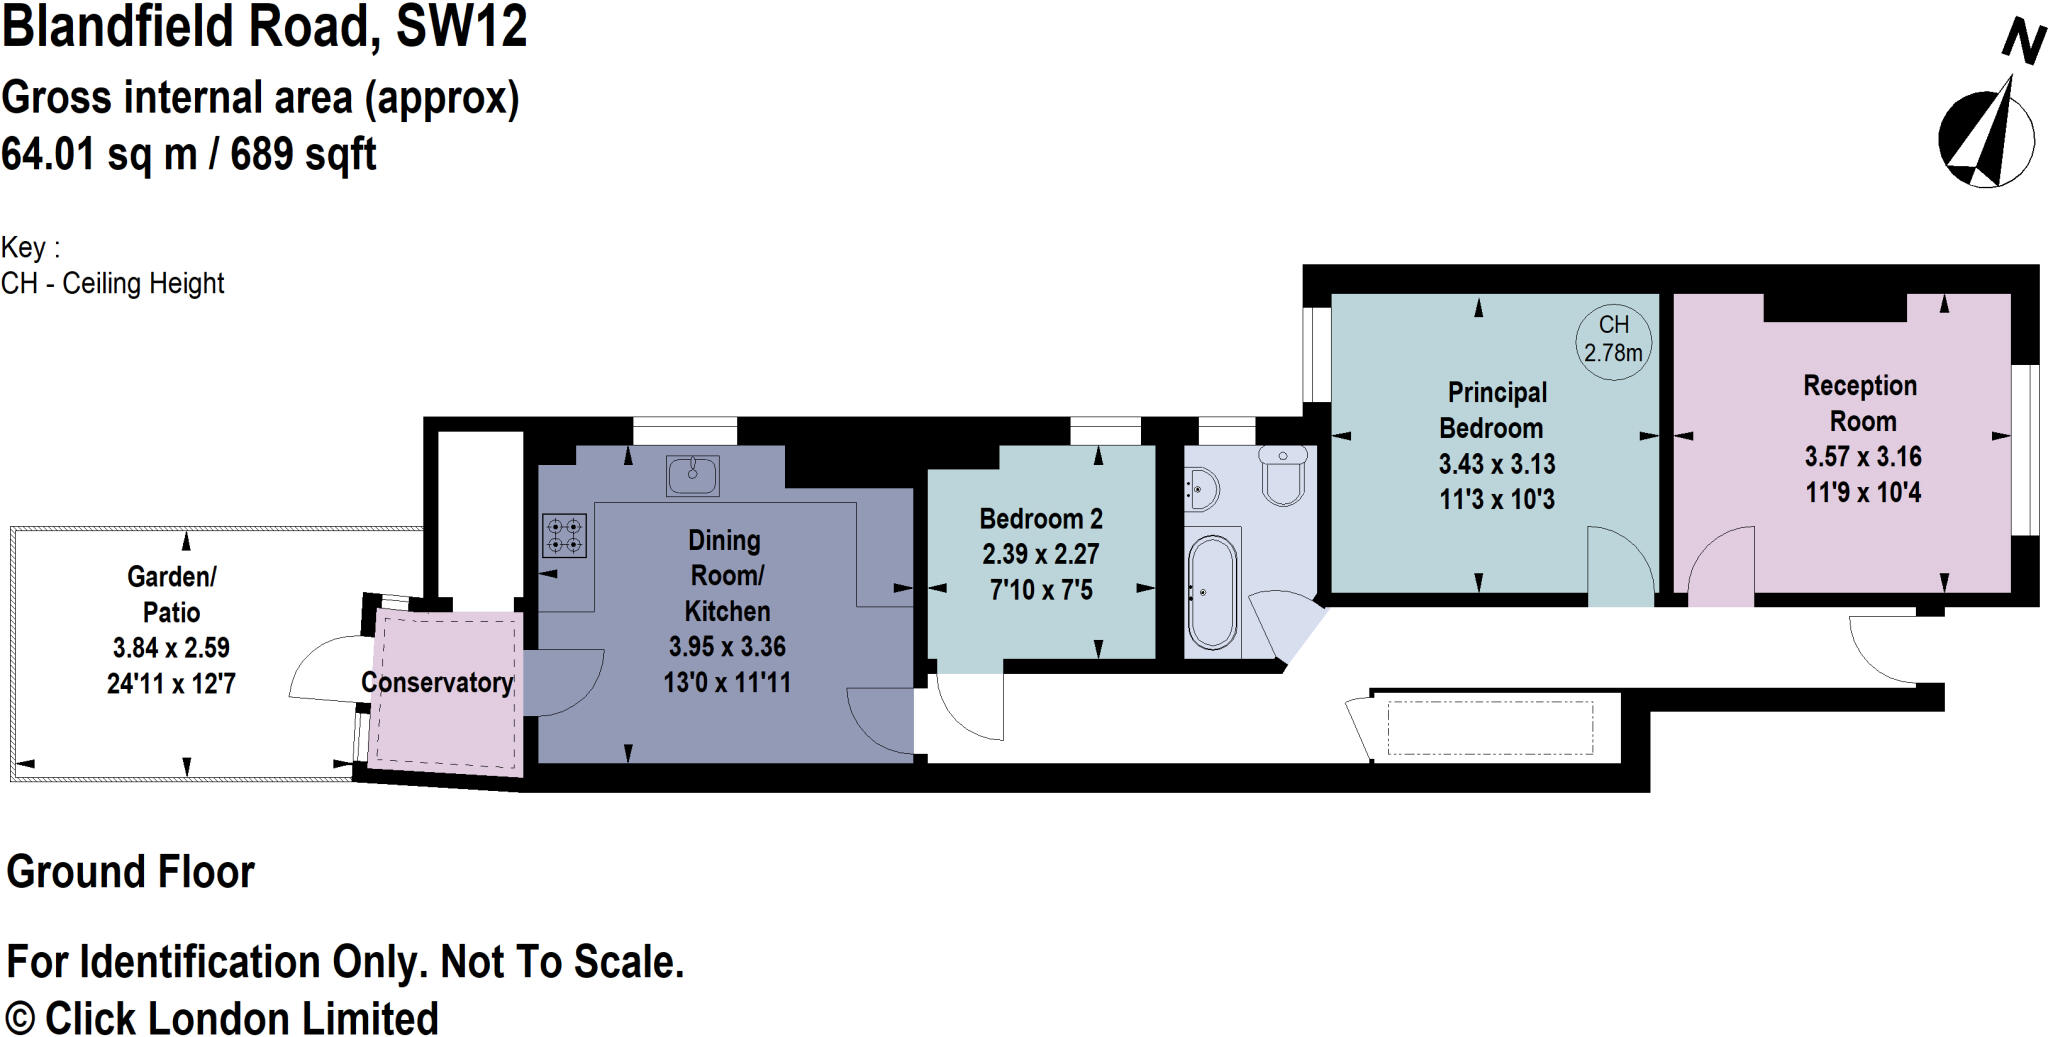 Blandfield Road, SW12
Gross internal area (approx)
64.01 sq m / 689 sqft
Key :
CH - Ceiling Height
N
CH
2.78m
Principal
Bedroom
3.43 x 3.13
11'3 x 10'3
Reception
Room
3.57 x 3.16
11'9 x 10'4
Bedroom 2
2.39 x 2.27
7'10 x 7'5
Dining
Room/
Kitchen
3.95 x 3.36
13'0 x 11'11
Garden/
Patio
3.84 x 2.59
24'11 x 12'7
Conservatory
Ground Floor
For Identification Only. Not To Scale.
© Click London Limited